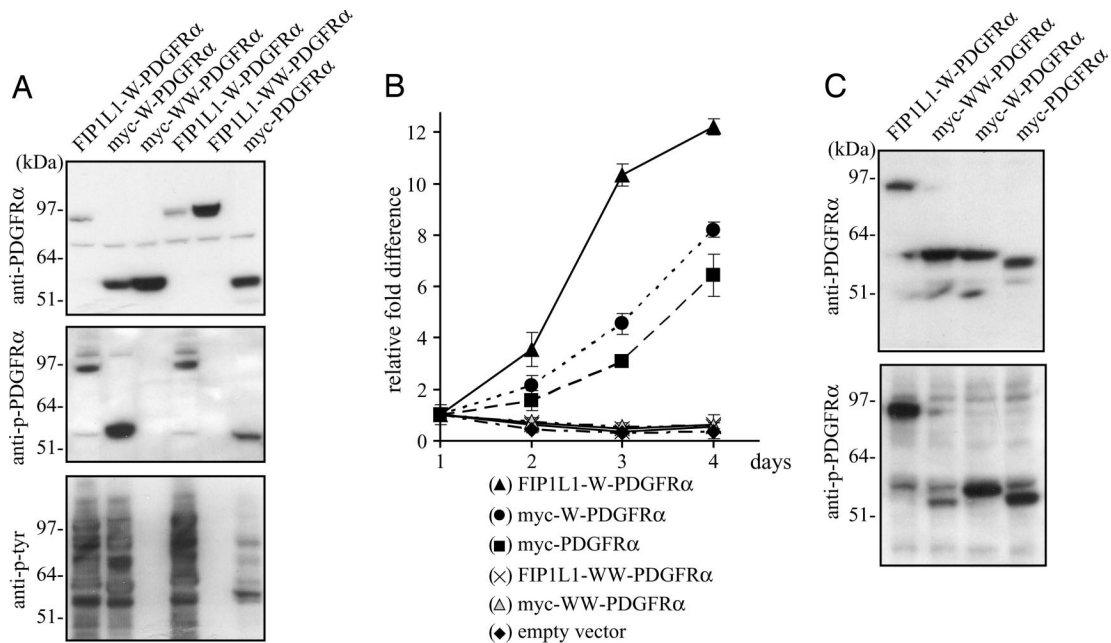 A
FIP1L1-W-PDGFRα
myc-W-PDGFRα
myc-WW-PDGFRα
FIP1L1-W-PDGFRα
FIP1L1-WW-PDGFRα
myc-PDGFRα
(kDa)
anti-PDGFRα
97-
64-
51-
anti-p-PDGFRα
97-
64-
51-
anti-p-tyr
97-
64-
51-
B
relative fold difference
12
10
8
6
4
2
0
1 2 3 4 days
(▲) FIP1L1-W-PDGFRα
(●) myc-W-PDGFRα
(■) myc-PDGFRα
(×) FIP1L1-WW-PDGFRα
(△) myc-WW-PDGFRα
(◆) empty vector
C
FIP1L1-W-PDGFRα
myc-WW-PDGFRα
myc-W-PDGFRα
myc-PDGFRα
(kDa)
anti-PDGFRα
97-
64-
51-
anti-p-PDGFRα
97-
64-
51-